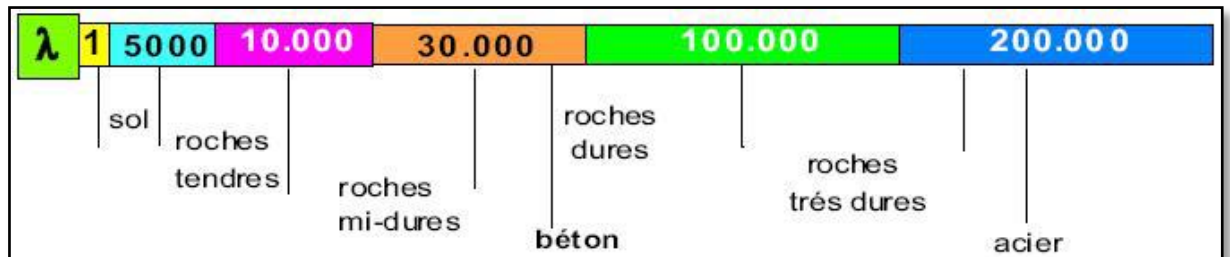 λ 1 5000 10.000 30.000 100.000 200.000
sol
roches
tendres
roches
mi-dures
béton
roches
dures
roches
trés dures
acier